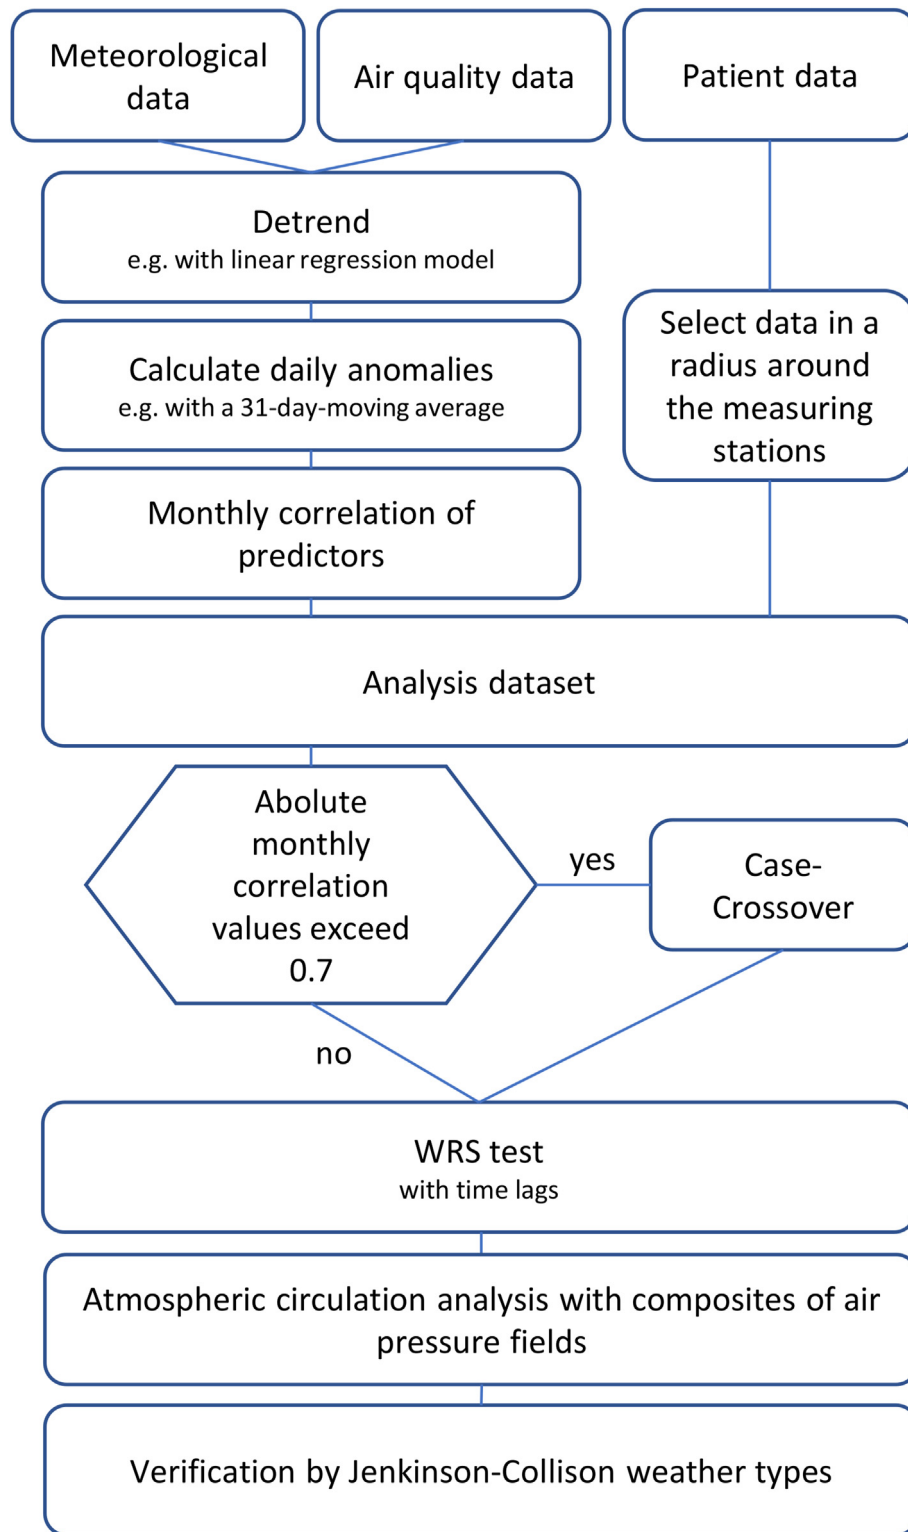 Meteorological
data
Air quality data
Patient data
Detrend
e.g. with linear regression model
Calculate daily anomalies
e.g. with a 31-day-moving average
Select data in a
radius around
the measuring
stations
Monthly correlation of
predictors
Analysis dataset
Abolute
monthly
correlation
values exceed
0.7
yes
Case-
Crossover
no
WRS test
with time lags
Atmospheric circulation analysis with composites of air
pressure fields
Verification by Jenkinson-Collison weather types